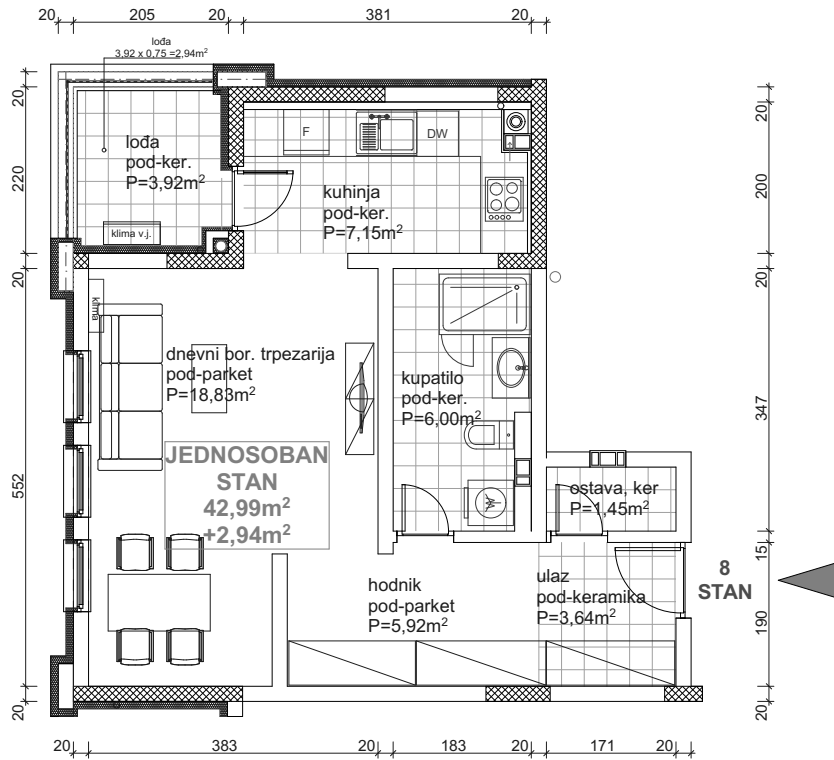 20 205 20 381 20
lođa
3,92 x 0,75 =2,94m²
20
220
20
552
20
lođa
pod-ker.
P=3,92m²
klima v.j.
F
DW
kuhinja
pod-ker.
P=7,15m²
20
200
20
347
15
190
20
klima
dnevni bor. trpezarija
pod-parket
P=18,83m²
kupatilo
pod-ker.
P=6,00m²
JEDNOSOBAN
STAN
42,99m²
+2,94m²
ostava, ker
P=1,45m²
hodnik
pod-parket
P=5,92m²
ulaz
pod-keramika
P=3,64m²
8
STAN
20 383 20 183 20 171 20